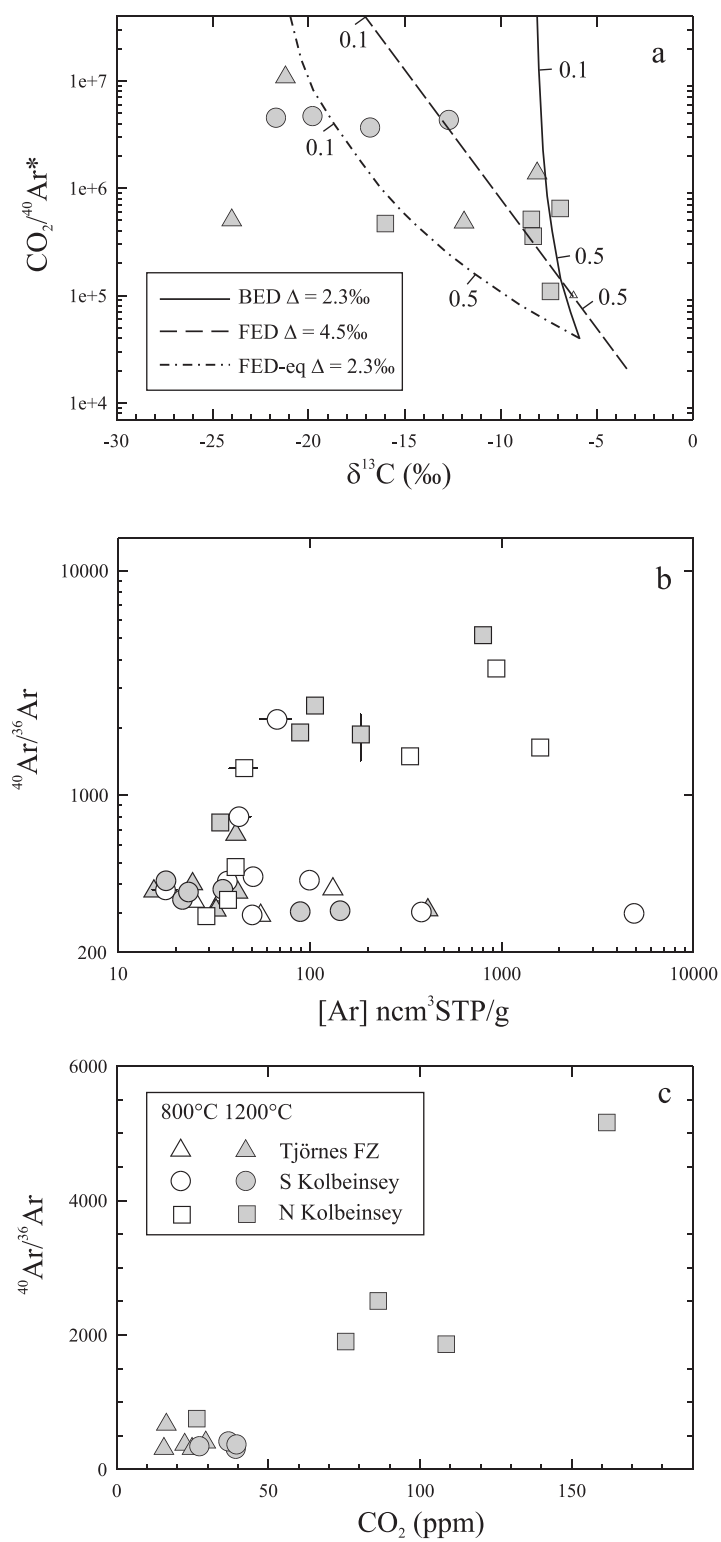 a
CO₂/⁴⁰Ar*
1e+7
1e+6
1e+5
1e+4
0.1
0.1
0.1
0.5
0.5
0.5
BED Δ = 2.3‰
FED Δ = 4.5‰
FED-eq Δ = 2.3‰
-30 -25 -20 -15 -10 -5 0
δ¹³C (‰)
b
⁴⁰Ar/³⁶Ar
10000
1000
200
10 100 1000 10000
[Ar] ncm³STP/g
c
⁴⁰Ar/³⁶Ar
6000
4000
2000
0
800°C 1200°C
Tjörnes FZ
S Kolbeinsey
N Kolbeinsey
0 50 100 150
CO₂ (ppm)